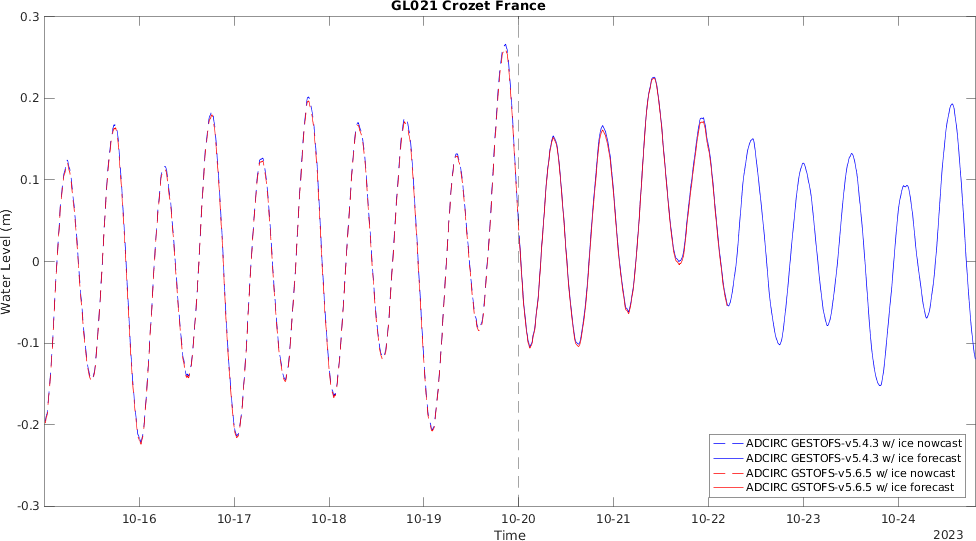 GL021 Crozet France
0.3
0.2
0.1
0
-0.1
-0.2
-0.3
Water Level (m)
10-16
10-17
10-18
10-19
10-20
10-21
10-22
10-23
10-24
Time
2023
ADCIRC GESTOFS-v5.4.3 w/ ice nowcast
ADCIRC GESTOFS-v5.4.3 w/ ice forecast
ADCIRC GSTOFS-v5.6.5 w/ ice nowcast
ADCIRC GSTOFS-v5.6.5 w/ ice forecast